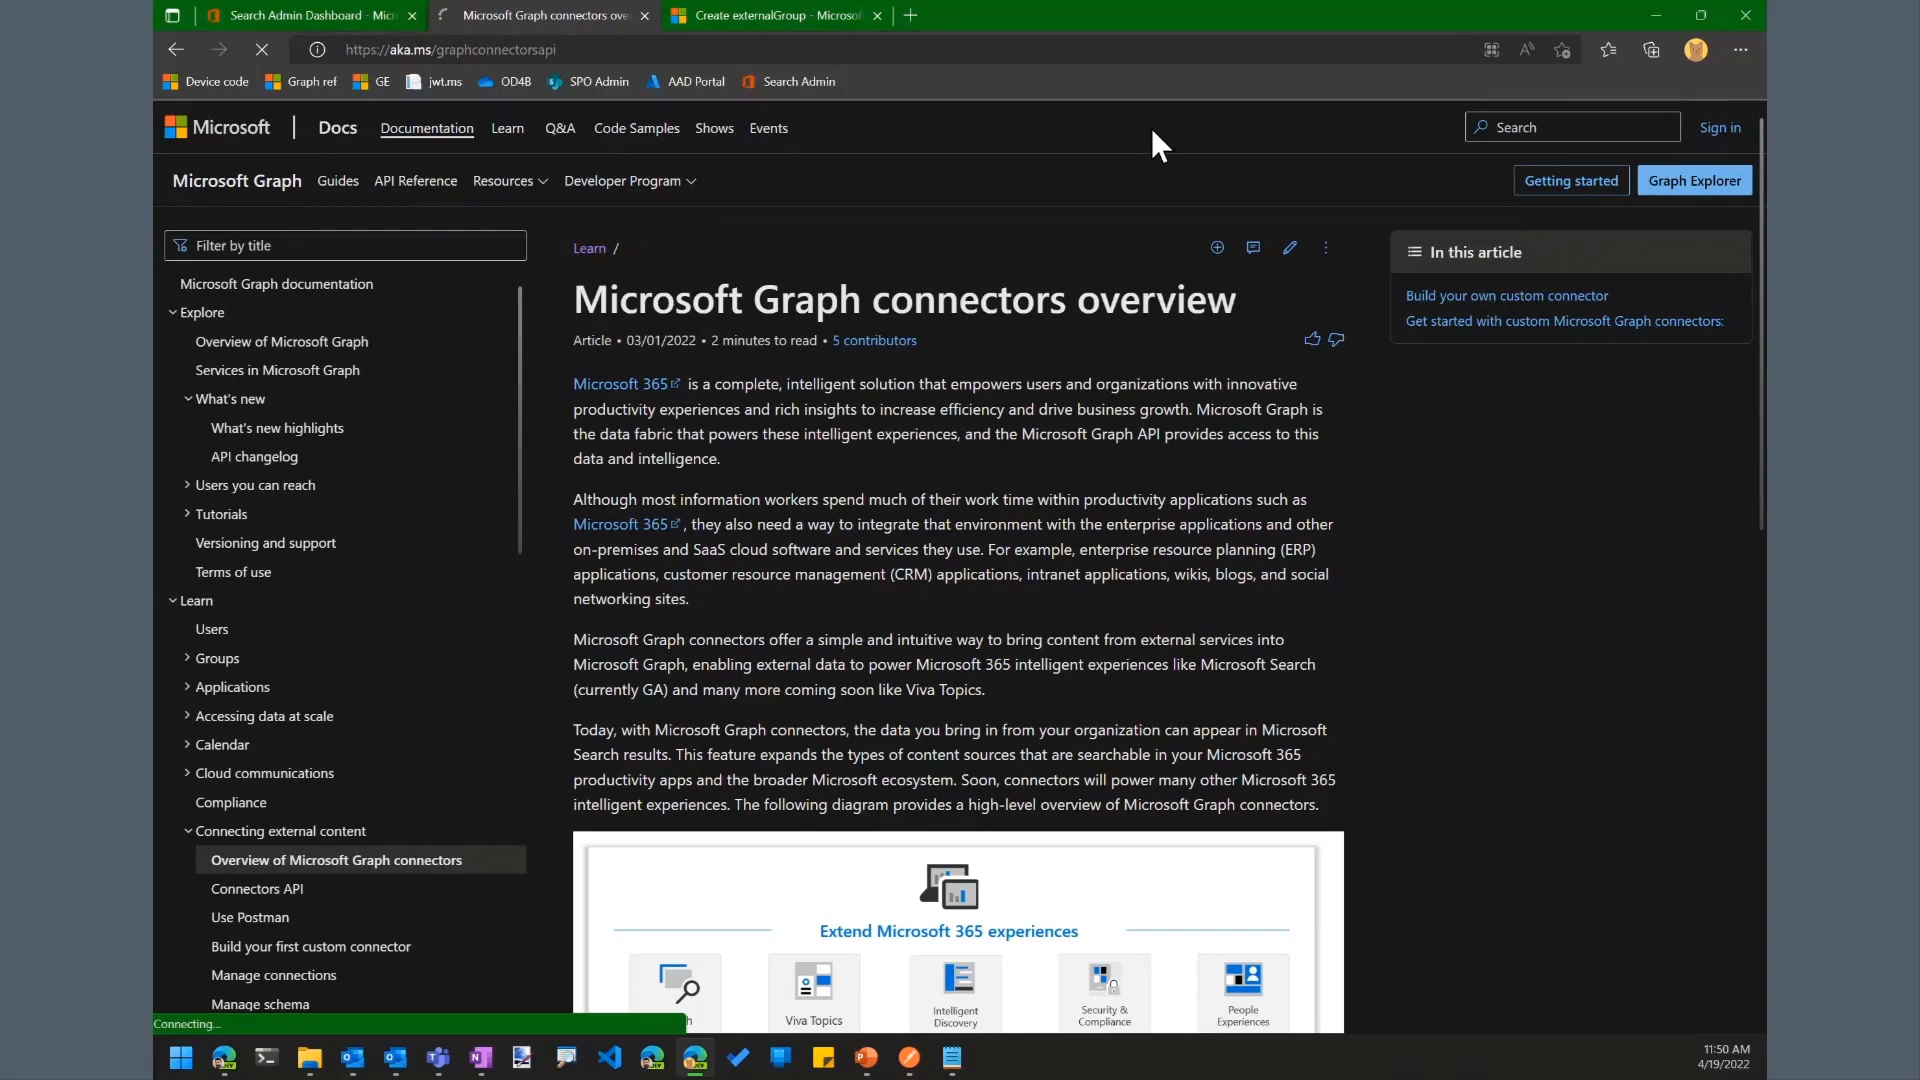 Search Admin Dashboard - Micr
Microsoft Graph connectors ove
Create externalGroup - Microsof
https://aka.ms/graphconnectorsapi
Device code
Graph ref
GE
jwt.ms
OD4B
SPO Admin
AAD Portal
Search Admin
Microsoft
Docs
Documentation
Learn
Q&A
Code Samples
Shows
Events
Search
Sign in
Microsoft Graph
Guides
API Reference
Resources
Developer Program
Getting started
Graph Explorer
Filter by title
Microsoft Graph documentation
Explore
Overview of Microsoft Graph
Services in Microsoft Graph
What's new
What's new highlights
API changelog
Users you can reach
Tutorials
Versioning and support
Terms of use
Learn
Users
Groups
Applications
Accessing data at scale
Calendar
Cloud communications
Compliance
Connecting external content
Overview of Microsoft Graph connectors
Connectors API
Use Postman
Build your first custom connector
Manage connections
Manage schema
Connecting...
Learn /
Microsoft Graph connectors overview
Article • 03/01/2022 • 2 minutes to read • 5 contributors
Microsoft 365 is a complete, intelligent solution that empowers users and organizations with innovative
productivity experiences and rich insights to increase efficiency and drive business growth. Microsoft Graph is
the data fabric that powers these intelligent experiences, and the Microsoft Graph API provides access to this
data and intelligence.
Although most information workers spend much of their work time within productivity applications such as
Microsoft 365, they also need a way to integrate that environment with the enterprise applications and other
on-premises and SaaS cloud software and services they use. For example, enterprise resource planning (ERP)
applications, customer resource management (CRM) applications, intranet applications, wikis, blogs, and social
networking sites.
Microsoft Graph connectors offer a simple and intuitive way to bring content from external services into
Microsoft Graph, enabling external data to power Microsoft 365 intelligent experiences like Microsoft Search
(currently GA) and many more coming soon like Viva Topics.
Today, with Microsoft Graph connectors, the data you bring in from your organization can appear in Microsoft
Search results. This feature expands the types of content sources that are searchable in your Microsoft 365
productivity apps and the broader Microsoft ecosystem. Soon, connectors will power many other Microsoft 365
intelligent experiences. The following diagram provides a high-level overview of Microsoft Graph connectors.
Extend Microsoft 365 experiences
Viva Topics
Intelligent
Discovery
Security &
Compliance
People
Experiences
In this article
Build your own custom connector
Get started with custom Microsoft Graph connectors:
11:50 AM
4/19/2022